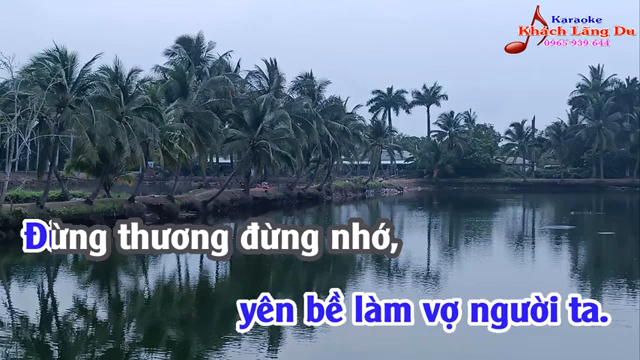 Karaoke
Khách Lãng Du
0965 939 644
Đừng thương đừng nhớ,
yên bề làm vợ người ta.